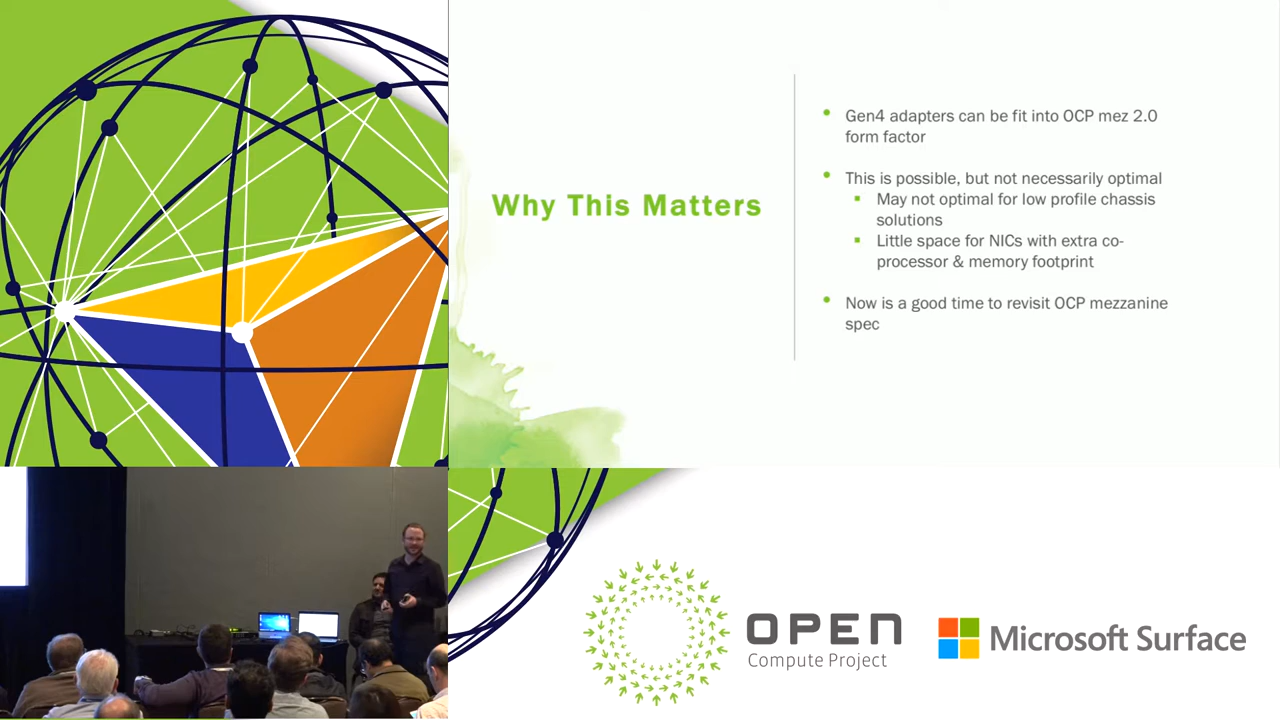 Why This Matters
Gen4 adapters can be fit into OCP mez 2.0
form factor
This is possible, but not necessarily optimal
May not optimal for low profile chassis
solutions
Little space for NICs with extra co-
processor & memory footprint
Now is a good time to revisit OCP mezzanine
spec
OPEN
Compute Project
Microsoft Surface